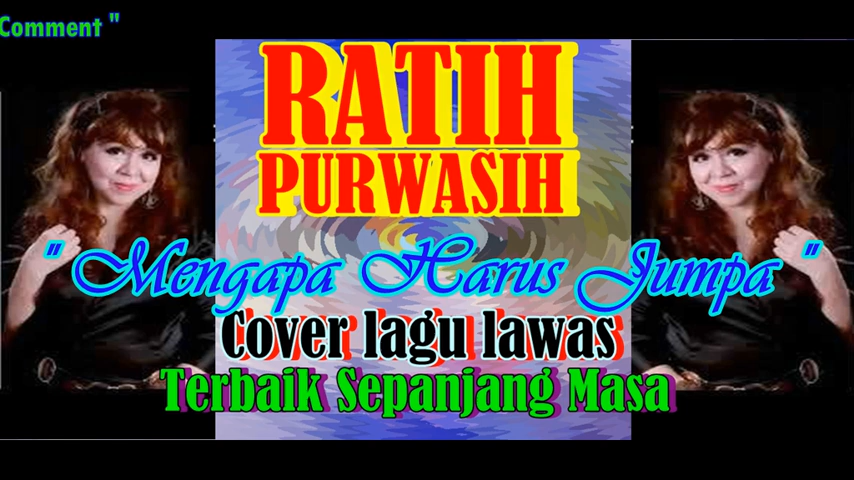 Comment "
RATIH
PURWASIH
" Mengapa Harus Jumpa "
Cover lagu lawas
Terbaik Sepanjang Masa